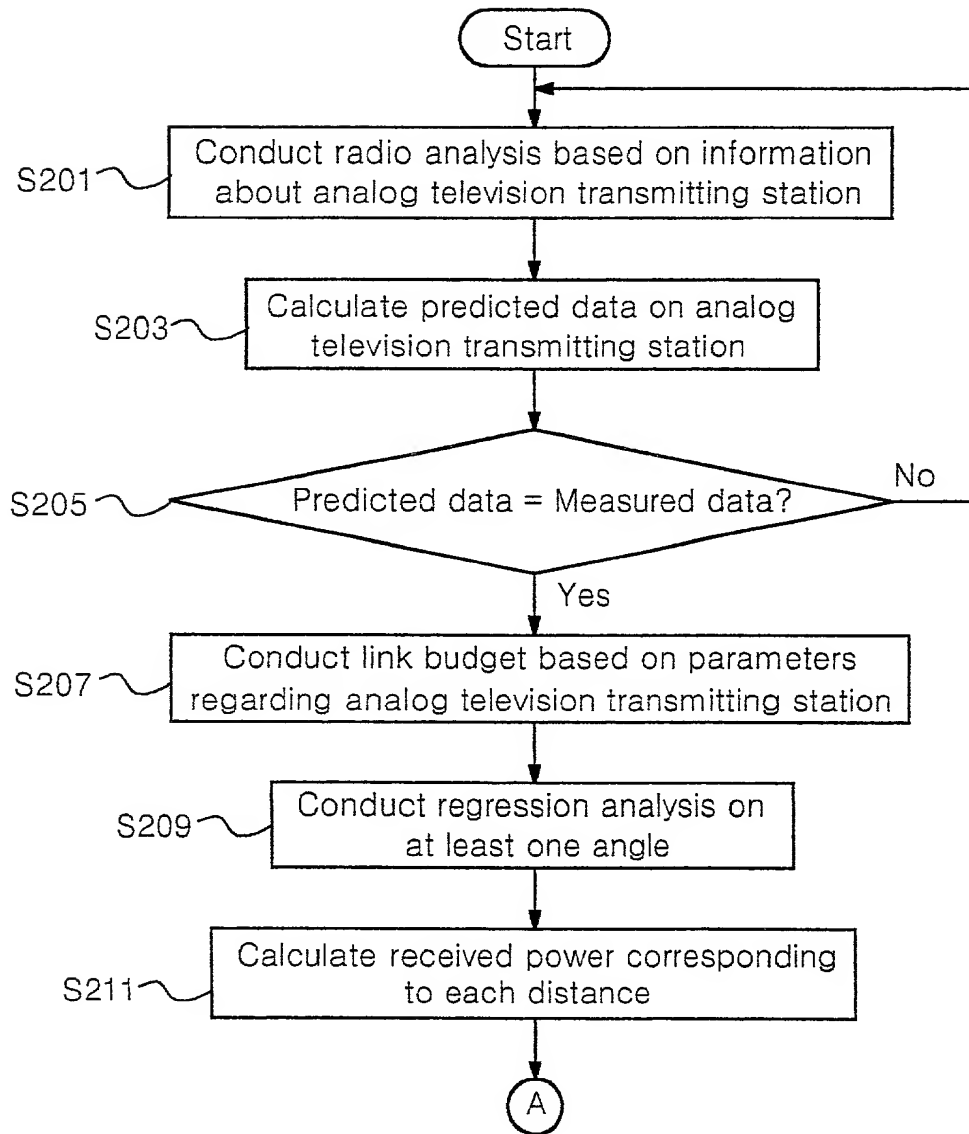 Start
S201
Conduct radio analysis based on information
about analog television transmitting station
S203
Calculate predicted data on analog
television transmitting station
S205
Predicted data = Measured data?
No
Yes
S207
Conduct link budget based on parameters
regarding analog television transmitting station
S209
Conduct regression analysis on
at least one angle
S211
Calculate received power corresponding
to each distance
A